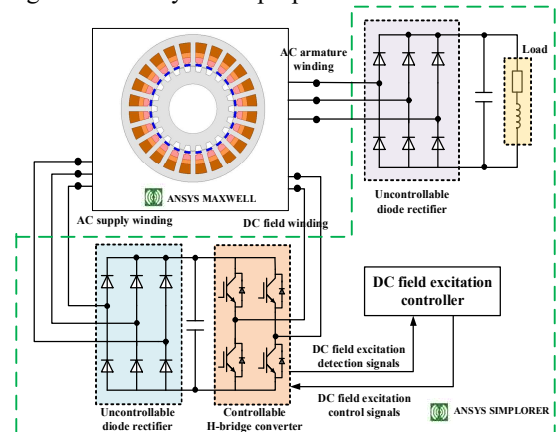 AC armature
winding
Load
Uncontrollable
diode rectifier
ANSYS MAXWELL
AC supply winding
DC field winding
DC field excitation
controller
DC field excitation
detection signals
DC field excitation
control signals
Uncontrollable
diode rectifier
Controllable
H-bridge converter
ANSYS SIMPLORER